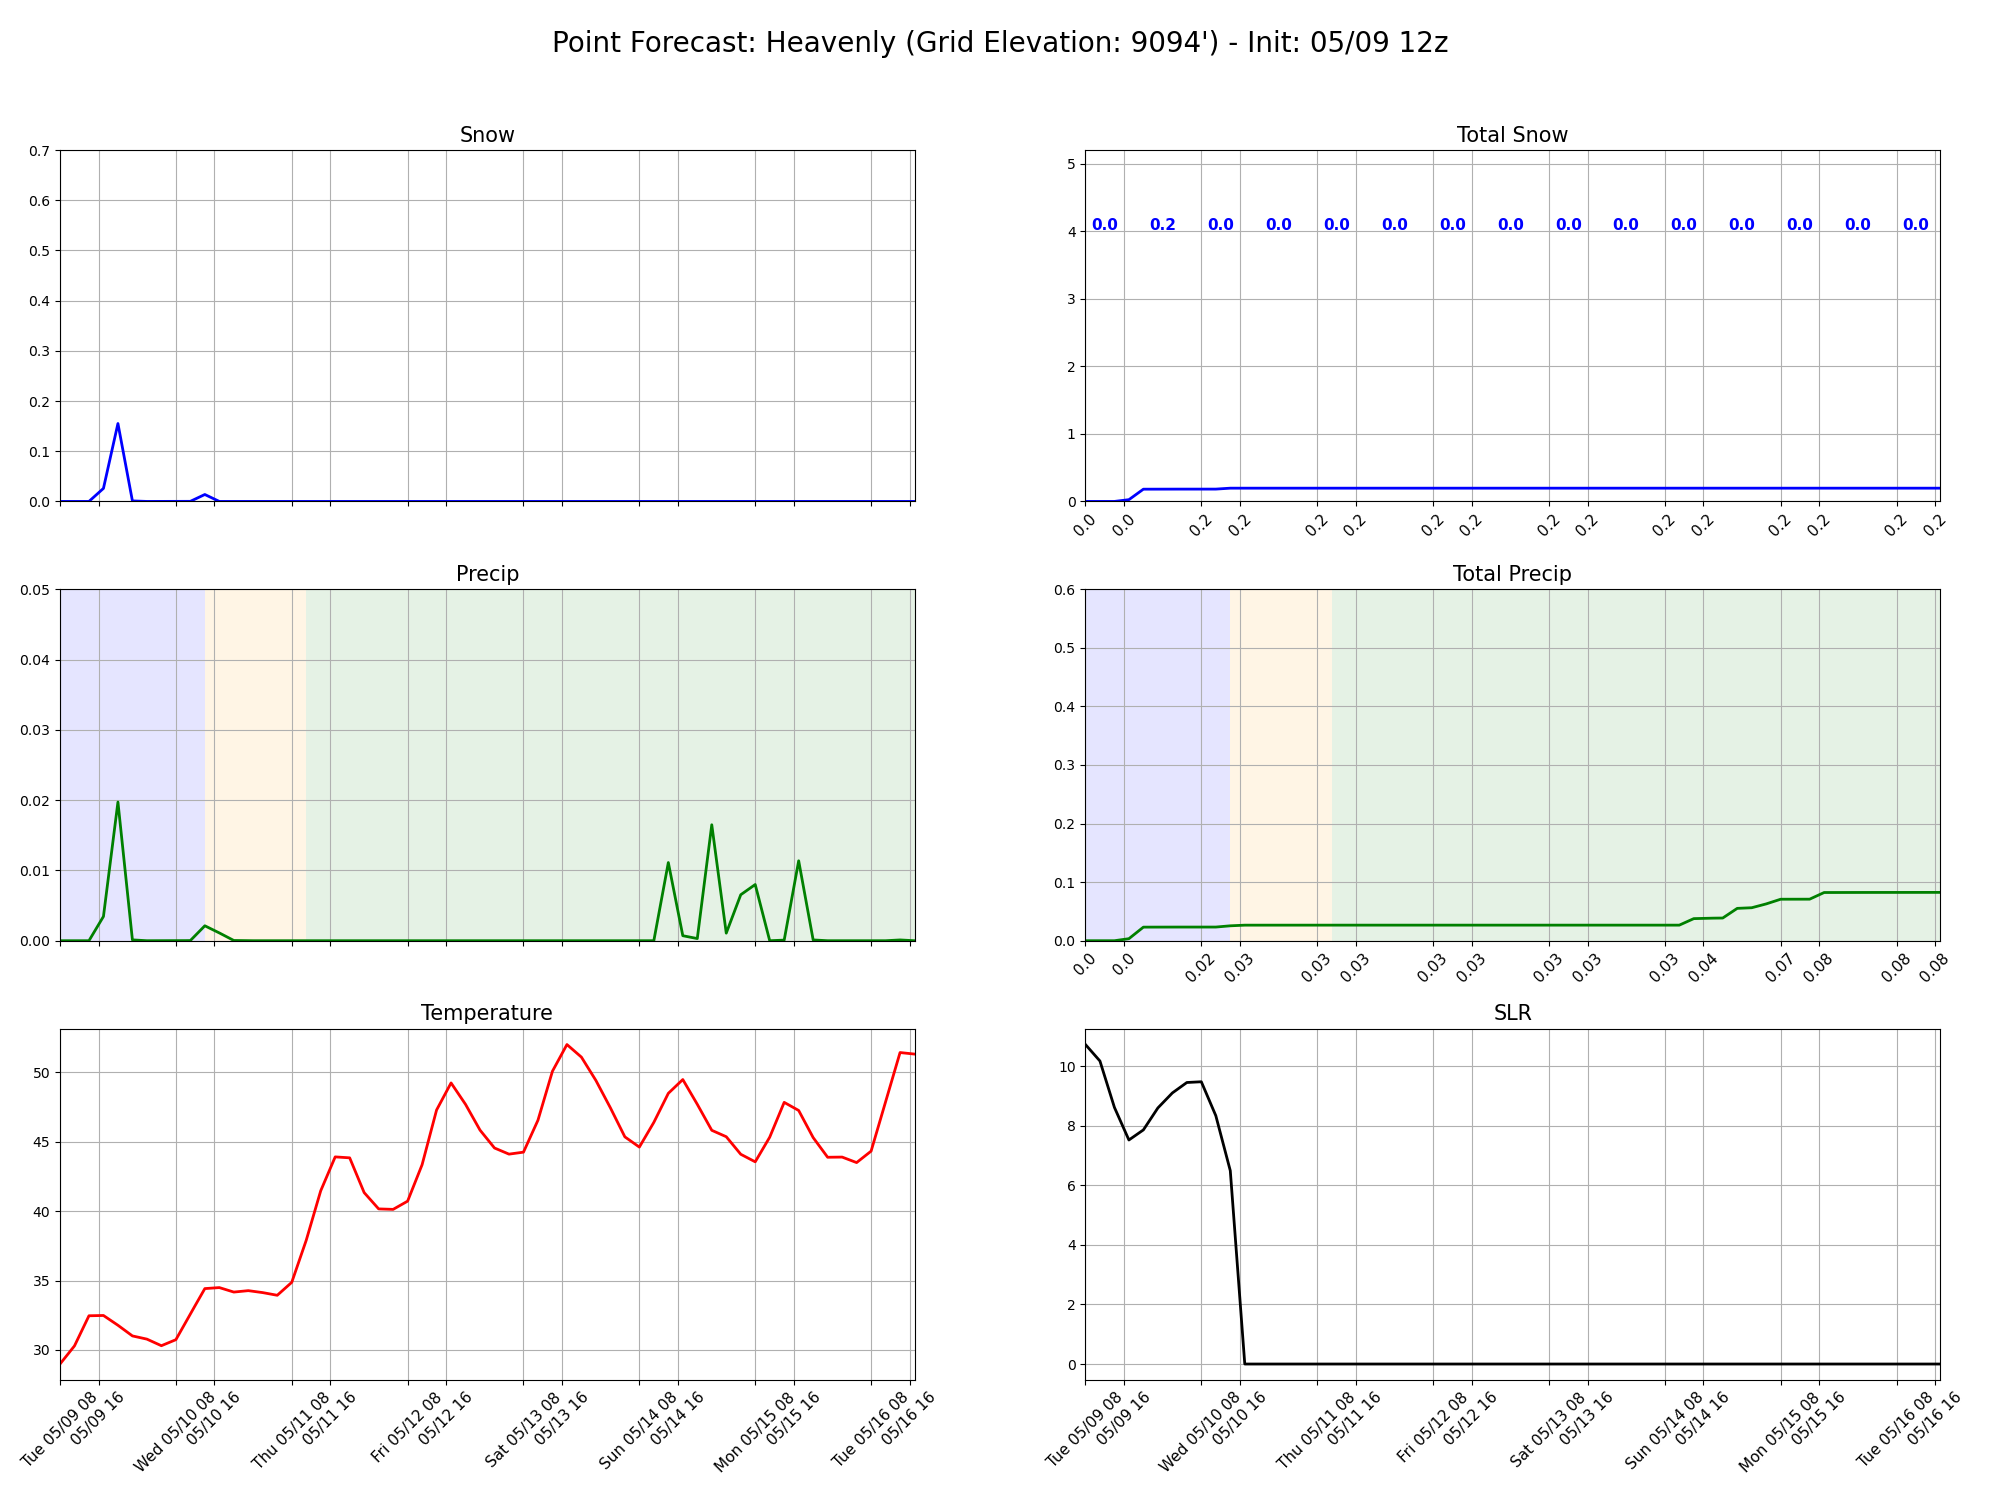 Point Forecast: Heavenly (Grid Elevation: 9094') - Init: 05/09 12z
Snow
0.7
0.6
0.5
0.4
0.3
0.2
0.1
0.0
Total Snow
5
4
3
2
1
0
0.0 0.2 0.0 0.0 0.0 0.0 0.0 0.0 0.0 0.0 0.0 0.0 0.0 0.0 0.0
0.0 0.0 0.2 0.2 0.2 0.2 0.2 0.2 0.2 0.2 0.2 0.2 0.2 0.2 0.2 0.2
Precip
0.05
0.04
0.03
0.02
0.01
0.00
Total Precip
0.6
0.5
0.4
0.3
0.2
0.1
0.0
0.0 0.0 0.02 0.03 0.03 0.03 0.03 0.03 0.03 0.03 0.03 0.04 0.07 0.08 0.08 0.08
Temperature
50
45
40
35
30
Tue 05/09 08
05/09 16
Wed 05/10 08
05/10 16
Thu 05/11 08
05/11 16
Fri 05/12 08
05/12 16
Sat 05/13 08
05/13 16
Sun 05/14 08
05/14 16
Mon 05/15 08
05/15 16
Tue 05/16 08
05/16 16
SLR
10
8
6
4
2
0
Tue 05/09 08
05/09 16
Wed 05/10 08
05/10 16
Thu 05/11 08
05/11 16
Fri 05/12 08
05/12 16
Sat 05/13 08
05/13 16
Sun 05/14 08
05/14 16
Mon 05/15 08
05/15 16
Tue 05/16 08
05/16 16